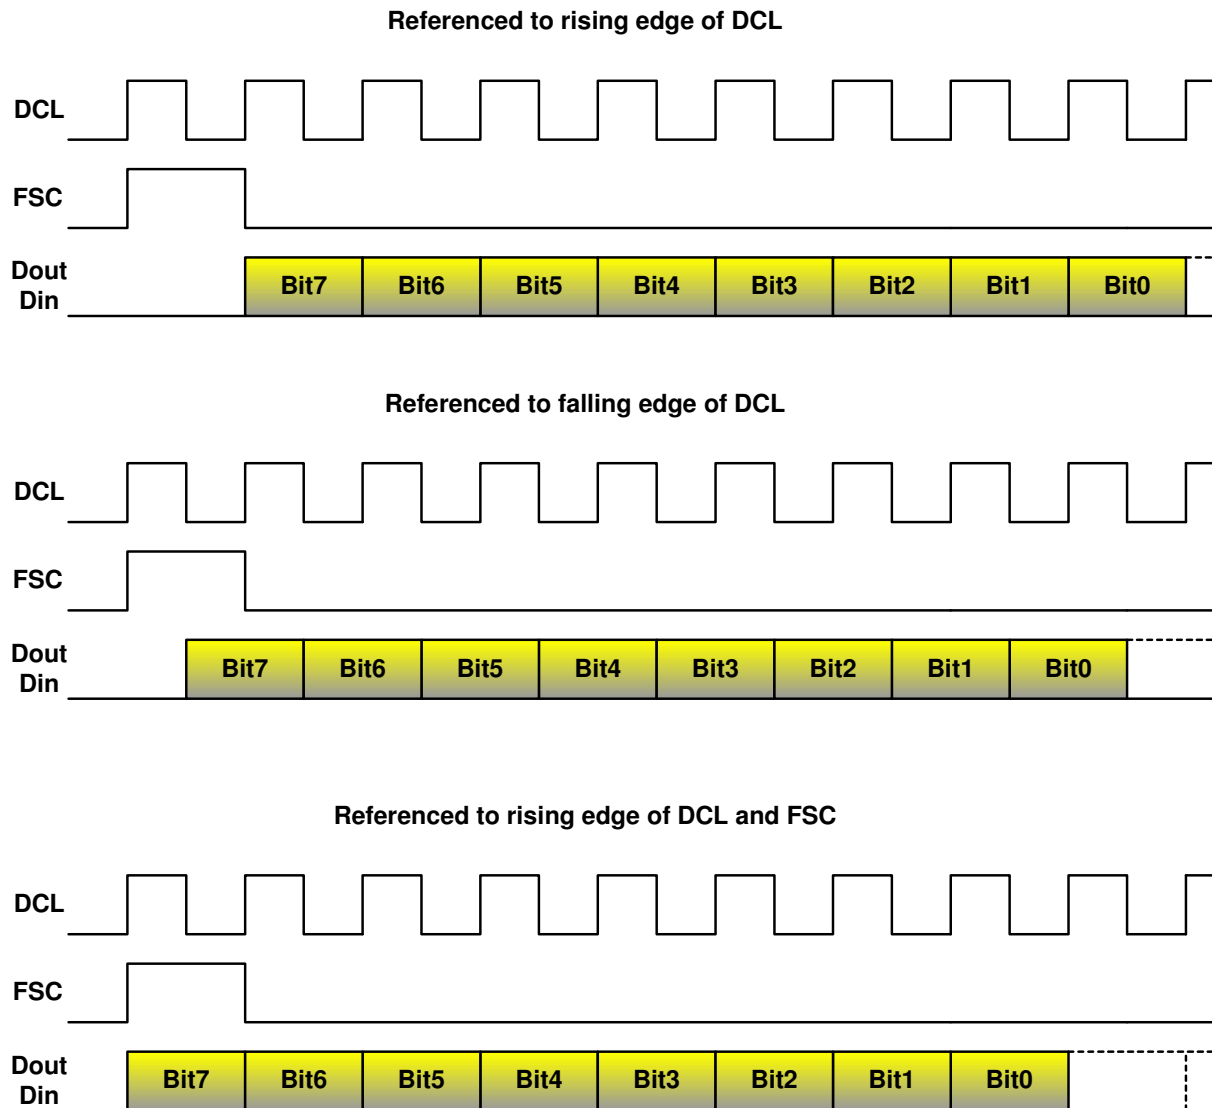 Referenced to rising edge of DCL
DCL
FSC
Dout
Din
Bit7 Bit6 Bit5 Bit4 Bit3 Bit2 Bit1 Bit0
Referenced to falling edge of DCL
DCL
FSC
Dout
Din
Bit7 Bit6 Bit5 Bit4 Bit3 Bit2 Bit1 Bit0
Referenced to rising edge of DCL and FSC
DCL
FSC
Dout
Din
Bit7 Bit6 Bit5 Bit4 Bit3 Bit2 Bit1 Bit0